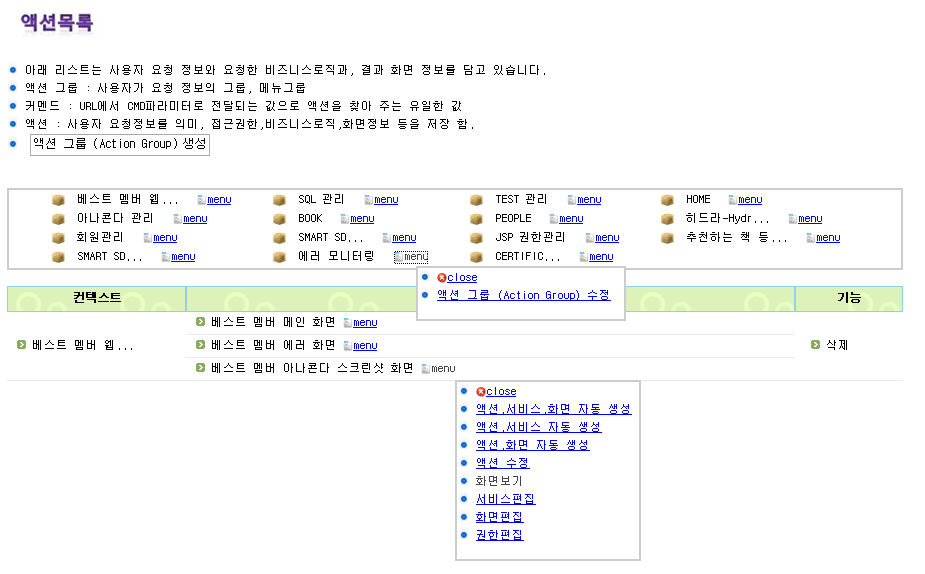 액션목록
아래 리스트는 사용자 요청 정보와 요청한 비즈니스로직과, 결과 화면 정보를 담고 있습니다.
액션 그룹 : 사용자가 요청 정보의 그룹, 메뉴그룹
커멘드 : URL에서 CMD파라미터로 전달되는 값으로 액션을 찾아 주는 유일한 값
액션 : 사용자 요청정보를 의미, 접근권한,비즈니스로직,화면정보 등을 저장 함.
액션 그룹 (Action Group) 생성
베스트 멤버 웹... menu SQL 관리 menu TEST 관리 menu HOME menu
아나콘다 관리 menu BOOK menu PEOPLE menu 히드라-Hydr... menu
회원관리 menu SMART SD... menu JSP 권한관리 menu 추천하는 책 등... menu
SMART SD... menu 에러 모니터링 menu CERTIFIC... menu
close
액션 그룹 (Action Group) 수정
컨텍스트 기능
베스트 멤버 메인 화면 menu
베스트 멤버 웹... 베스트 멤버 에러 화면 menu 삭제
베스트 멤버 아나콘다 스크린샷 화면 menu
close
액션,서비스,화면 자동 생성
액션,서비스 자동 생성
액션,화면 자동 생성
액션 수정
화면보기
서비스편집
화면편집
권한편집